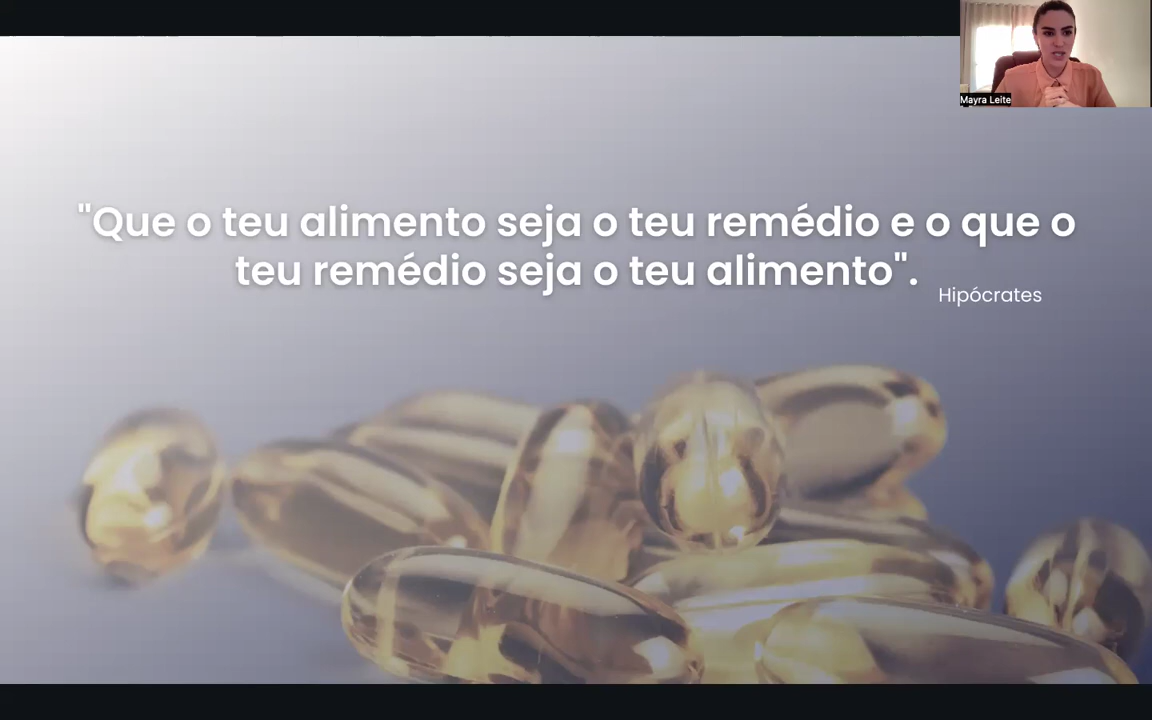 Mayra Leite
"Que o teu alimento seja o teu remédio e o que o
teu remédio seja o teu alimento".
Hipócrates